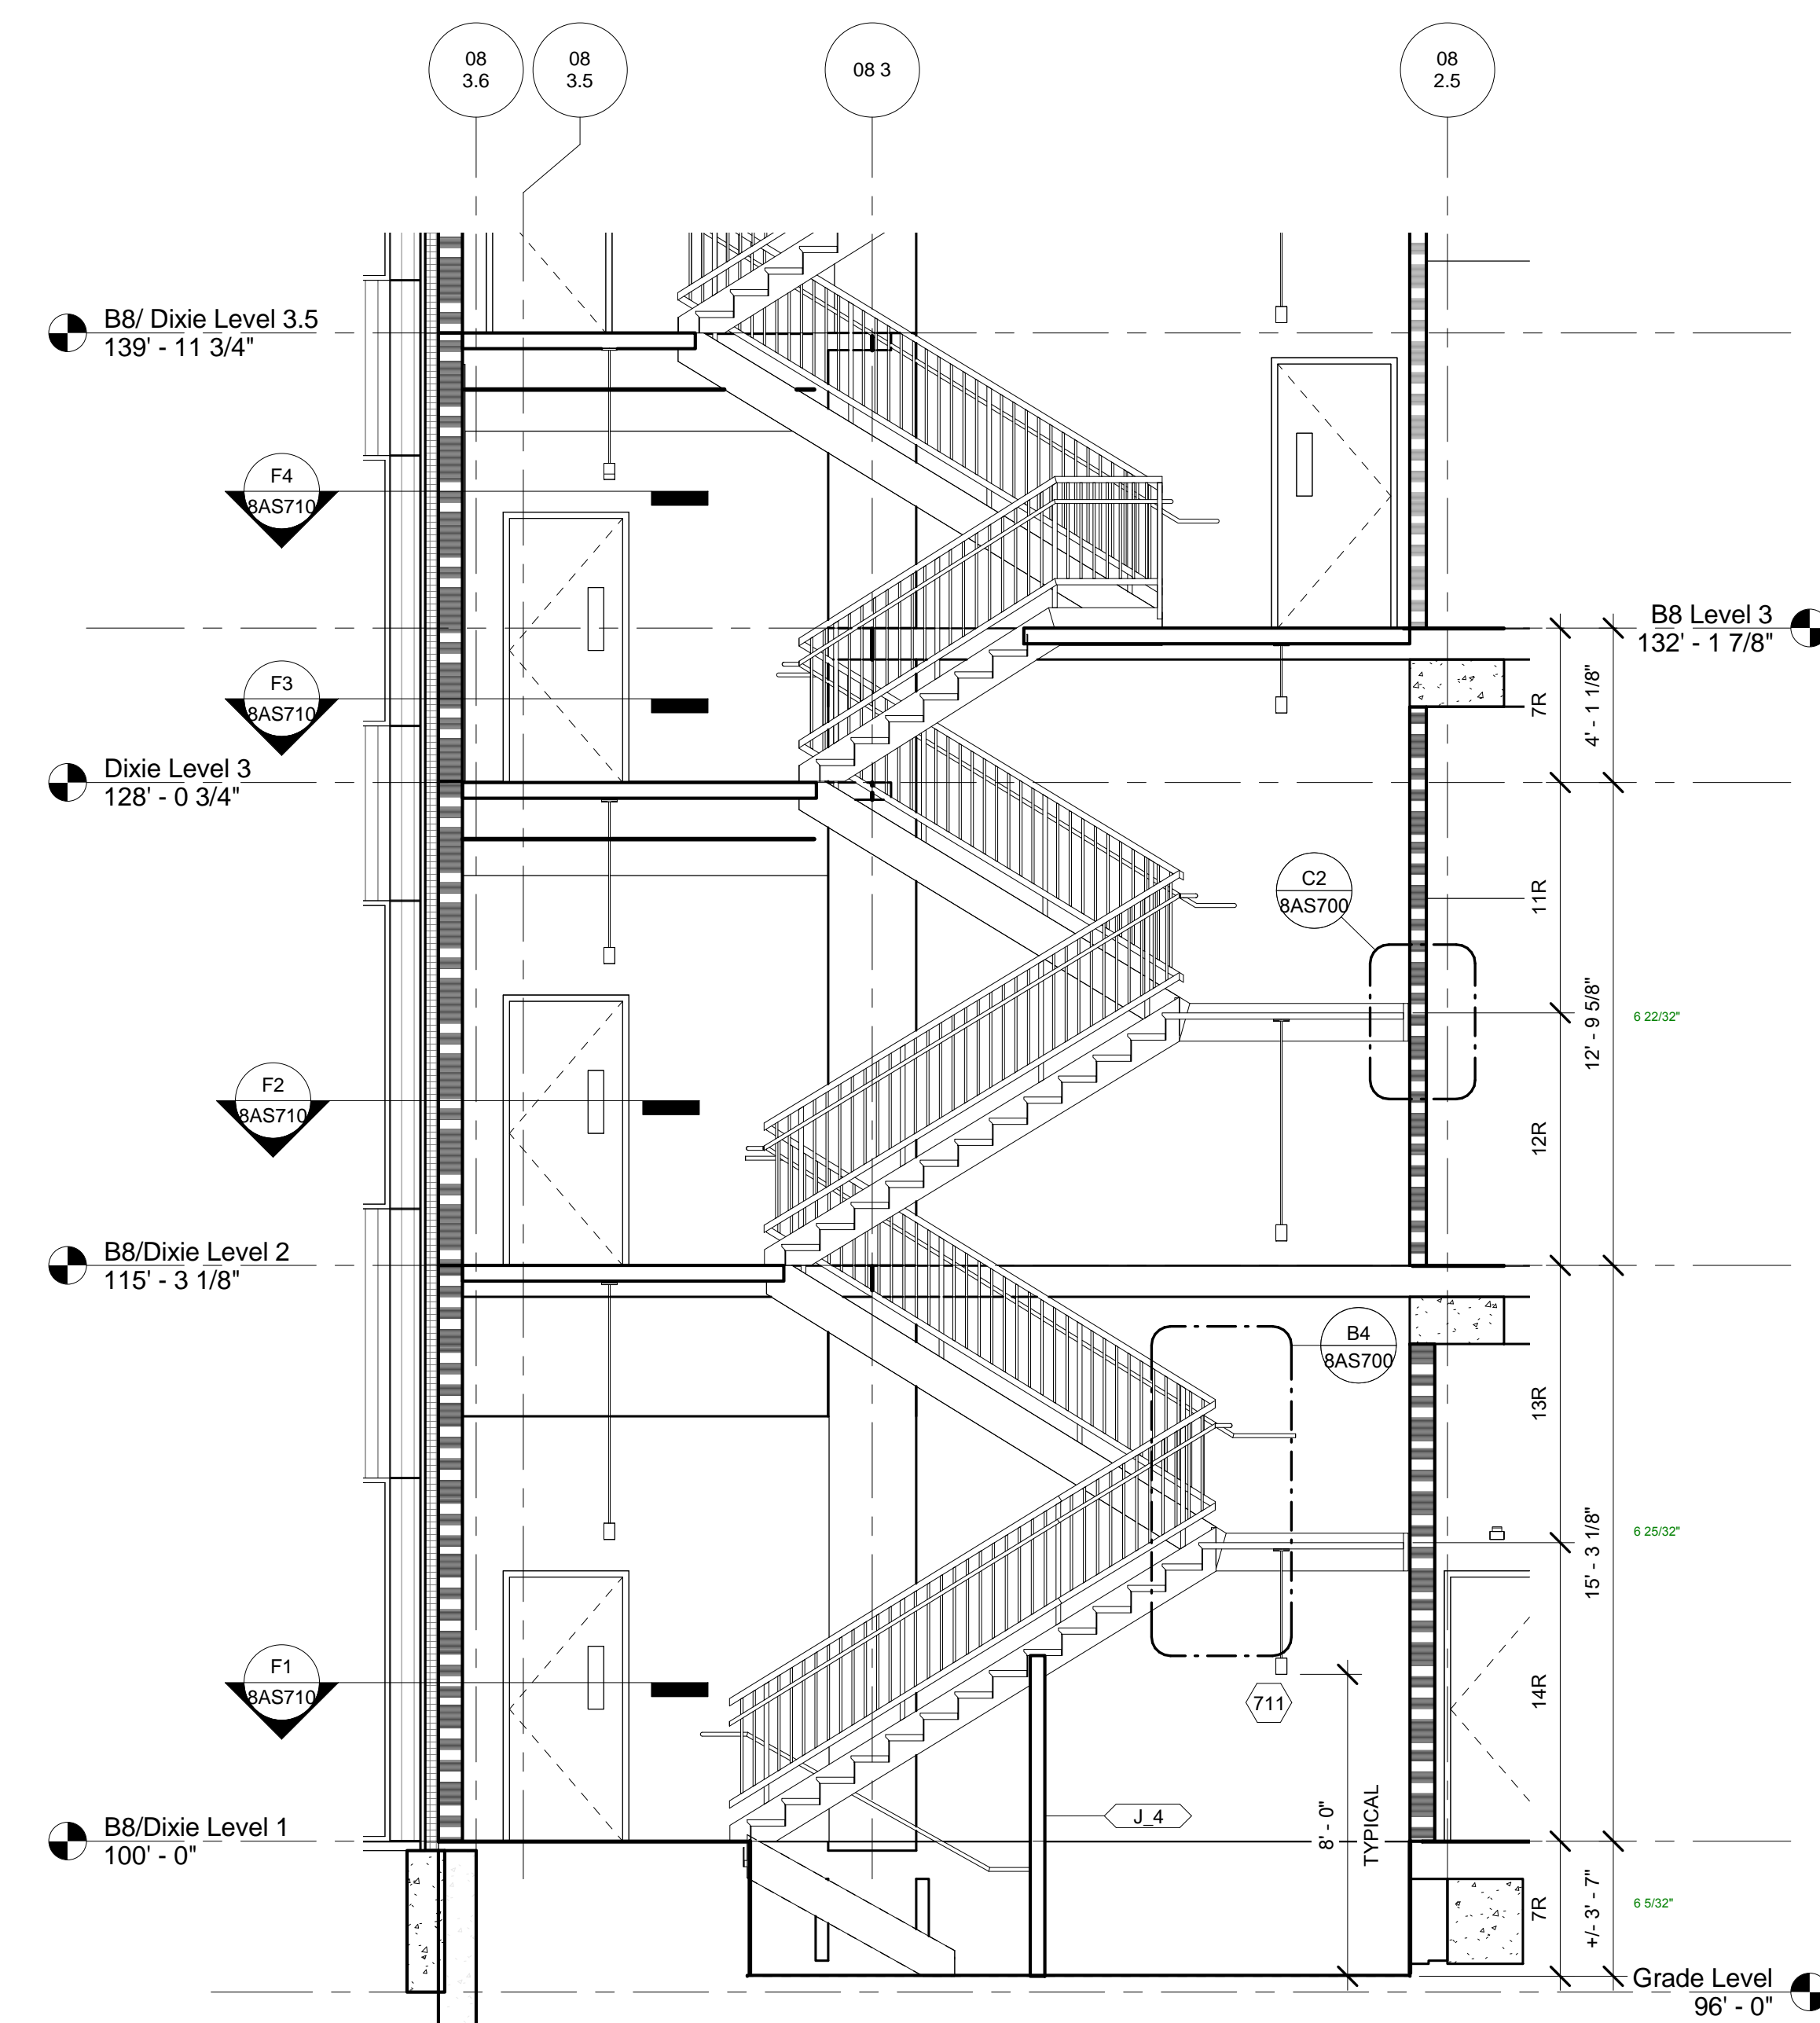 08
3.6
08
3.5
08 3
08
2.5
B8/ Dixie Level 3.5
139' - 11 3/4"
F4
8AS710
B8 Level 3
132' - 1 7/8"
7R
4' - 1 1/8"
F3
8AS710
Dixie Level 3
128' - 0 3/4"
C2
8AS700
11R
12' - 9 5/8"
6 22/32"
F2
8AS710
12R
B8/Dixie Level 2
115' - 3 1/8"
B4
8AS700
13R
15' - 3 1/8"
6 25/32"
F1
8AS710
711
14R
J_4
8' - 0"
TYPICAL
B8/Dixie Level 1
100' - 0"
7R
+/- 3' - 7"
6 5/32"
Grade Level
96' - 0"